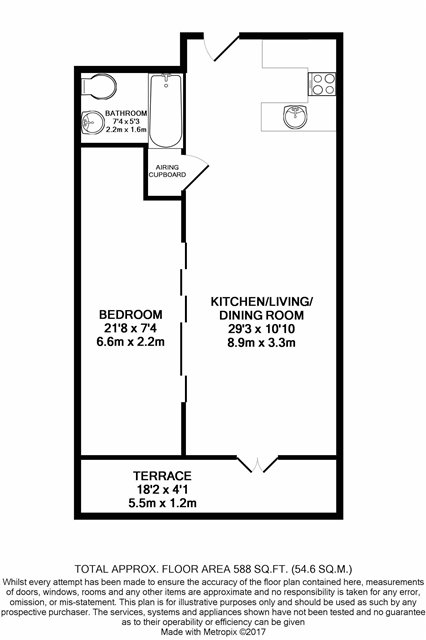 BATHROOM
7'4 x 5'3
2.2m x 1.6m
AIRING
CUPBOARD
BEDROOM
21'8 x 7'4
6.6m x 2.2m
KITCHEN/LIVING/
DINING ROOM
29'3 x 10'10
8.9m x 3.3m
TERRACE
18'2 x 4'1
5.5m x 1.2m
TOTAL APPROX. FLOOR AREA 588 SQ.FT. (54.6 SQ.M.)
Whilst every attempt has been made to ensure the accuracy of the floor plan contained here, measurements
of doors, windows, rooms and any other items are approximate and no responsibility is taken for any error,
omission, or mis-statement. This plan is for illustrative purposes only and should be used as such by any
prospective purchaser. The services, systems and appliances shown have not been tested and no guarantee
as to their operability or efficiency can be given
Made with Metropix ©2017